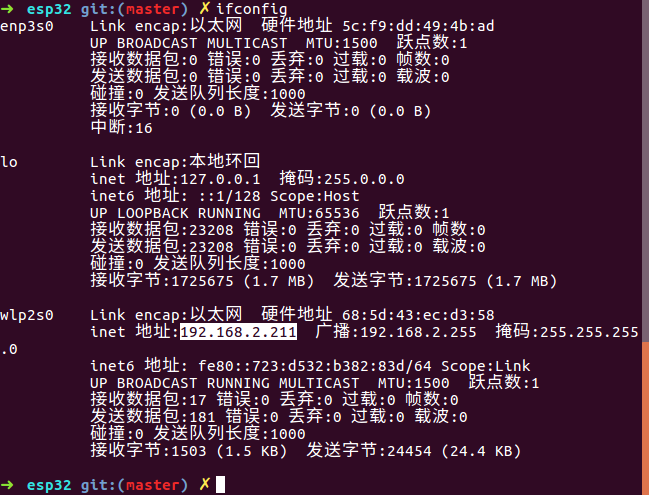 ➜ esp32 git:(master) ✗ ifconfig
enp3s0 Link encap:以太网 硬件地址 5c:f9:dd:49:4b:ad
UP BROADCAST MULTICAST MTU:1500 跃点数:1
接收数据包:0 错误:0 丢弃:0 过载:0 帧数:0
发送数据包:0 错误:0 丢弃:0 过载:0 载波:0
碰撞:0 发送队列长度:1000
接收字节:0 (0.0 B) 发送字节:0 (0.0 B)
中断:16
lo Link encap:本地环回
inet 地址:127.0.0.1 掩码:255.0.0.0
inet6 地址: ::1/128 Scope:Host
UP LOOPBACK RUNNING MTU:65536 跃点数:1
接收数据包:23208 错误:0 丢弃:0 过载:0 帧数:0
发送数据包:23208 错误:0 丢弃:0 过载:0 载波:0
碰撞:0 发送队列长度:1000
接收字节:1725675 (1.7 MB) 发送字节:1725675 (1.7 MB)
wlp2s0 Link encap:以太网 硬件地址 68:5d:43:ec:d3:58
inet 地址:192.168.2.211 广播:192.168.2.255 掩码:255.255.255
.0
inet6 地址: fe80::723:d532:b382:83d/64 Scope:Link
UP BROADCAST RUNNING MULTICAST MTU:1500 跃点数:1
接收数据包:17 错误:0 丢弃:0 过载:0 帧数:0
发送数据包:181 错误:0 丢弃:0 过载:0 载波:0
碰撞:0 发送队列长度:1000
接收字节:1503 (1.5 KB) 发送字节:24454 (24.4 KB)
➜ esp32 git:(master) ✗